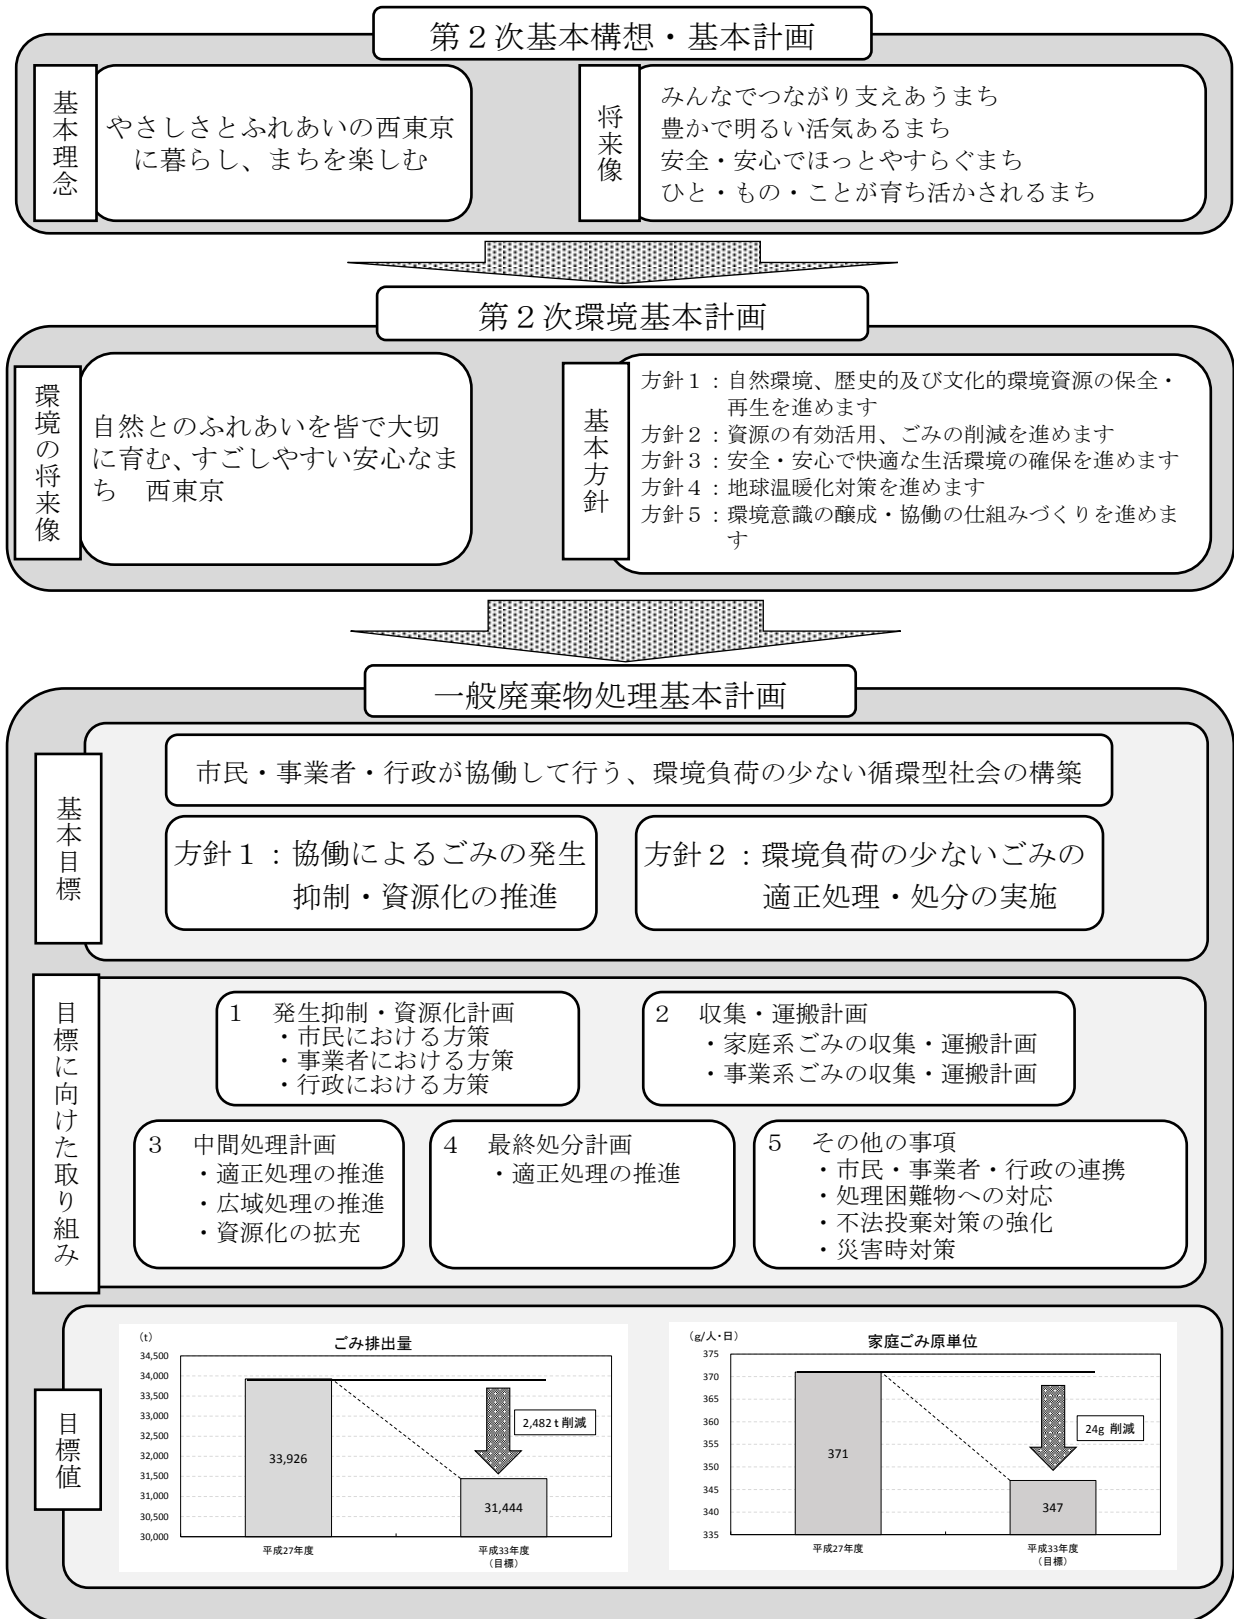 第２次基本構想・基本計画
基本理念
やさしさとふれあいの西東京
に暮らし、まちを楽しむ
将来像
みんなでつながり支えあうまち
豊かで明るい活気あるまち
安全・安心でほっとやすらぐまち
ひと・もの・ことが育ち活かされるまち
第２次環境基本計画
環境の将来像
自然とのふれあいを皆で大切
に育む、すごしやすい安心なま
ち　西東京
基本方針
方針１：自然環境、歴史的及び文化的環境資源の保全・
再生を進めます
方針２：資源の有効活用、ごみの削減を進めます
方針３：安全・安心で快適な生活環境の確保を進めます
方針４：地球温暖化対策を進めます
方針５：環境意識の醸成・協働の仕組みづくりを進めま
す
一般廃棄物処理基本計画
基本目標
市民・事業者・行政が協働して行う、環境負荷の少ない循環型社会の構築
方針１：協働によるごみの発生
抑制・資源化の推進
方針２：環境負荷の少ないごみの
適正処理・処分の実施
目標に向けた取り組み
１　発生抑制・資源化計画
・市民における方策
・事業者における方策
・行政における方策
２　収集・運搬計画
・家庭系ごみの収集・運搬計画
・事業系ごみの収集・運搬計画
３　中間処理計画
・適正処理の推進
・広域処理の推進
・資源化の拡充
４　最終処分計画
・適正処理の推進
５　その他の事項
・市民・事業者・行政の連携
・処理困難物への対応
・不法投棄対策の強化
・災害時対策
目標値
(t)
ごみ排出量
34,500
34,000
33,500
33,000
32,500
32,000
31,500
31,000
30,500
30,000
33,926
2,482ｔ削減
31,444
平成27年度
平成33年度
（目標）
(g/人・日)
家庭ごみ原単位
375
370
365
360
355
350
345
340
335
371
24g 削減
347
平成27年度
平成33年度
（目標）